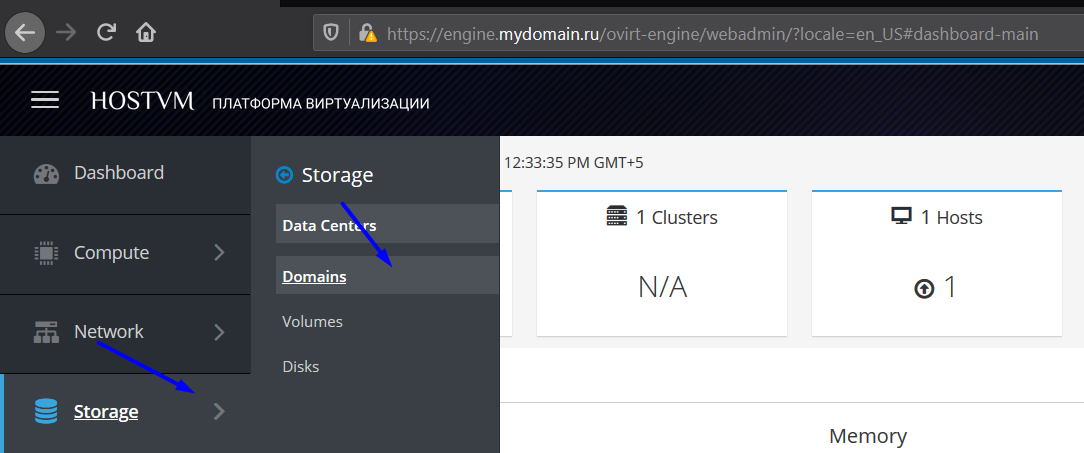 https://engine.mydomain.ru/ovirt-engine/webadmin/?locale=en_US#dashboard-main
HOSTVM ПЛАТФОРМА ВИРТУАЛИЗАЦИИ
Dashboard
Compute
Network
Storage
Storage
Data Centers
Domains
Volumes
Disks
12:33:35 PM GMT+5
1 Clusters
N/A
1 Hosts
1
Memory